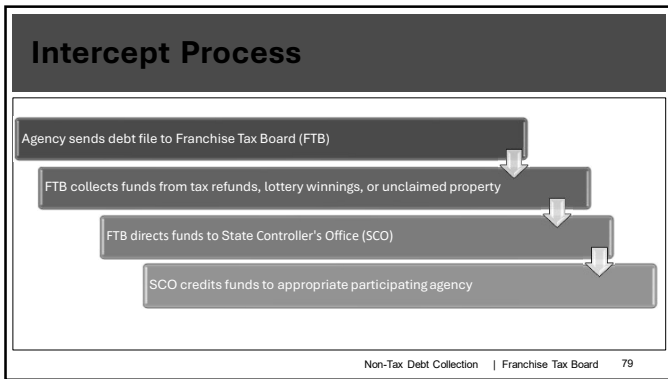 Intercept Process
Agency sends debt file to Franchise Tax Board (FTB)
FTB collects funds from tax refunds, lottery winnings, or unclaimed property
FTB directs funds to State Controller's Office (SCO)
SCO credits funds to appropriate participating agency
Non-Tax Debt Collection | Franchise Tax Board 79